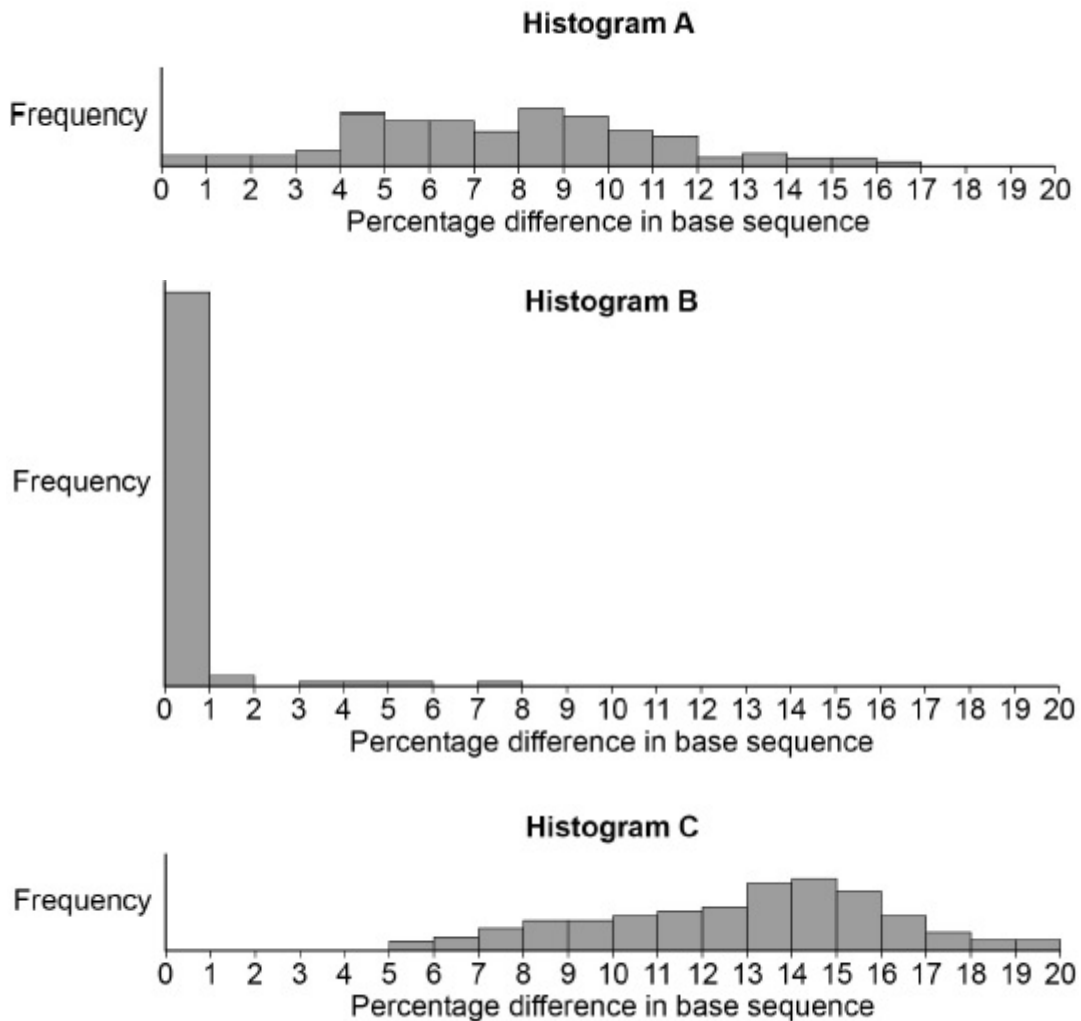 Histogram A
Frequency
0 1 2 3 4 5 6 7 8 9 10 11 12 13 14 15 16 17 18 19 20
Percentage difference in base sequence
Histogram B
Frequency
0 1 2 3 4 5 6 7 8 9 10 11 12 13 14 15 16 17 18 19 20
Percentage difference in base sequence
Histogram C
Frequency
0 1 2 3 4 5 6 7 8 9 10 11 12 13 14 15 16 17 18 19 20
Percentage difference in base sequence